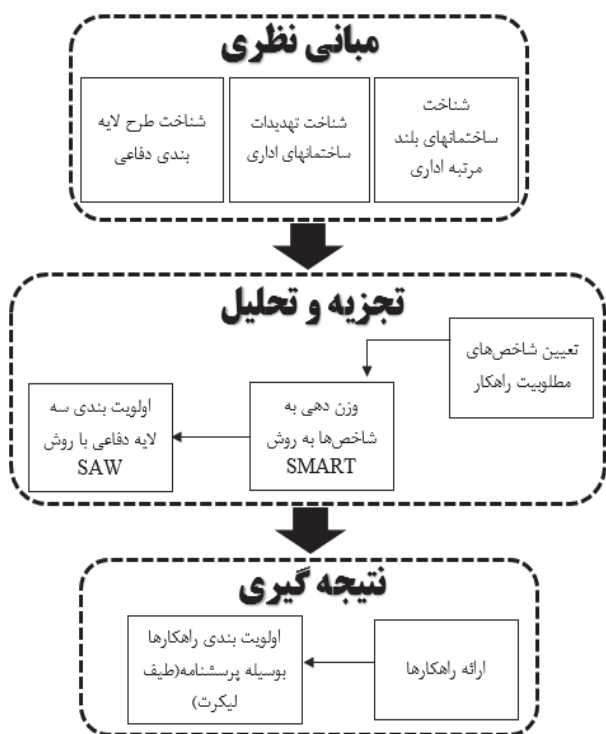 مبانی نظری
شناخت
ساختمانهای بلند
مرتبه اداری
شناخت تهدیدات
ساختمانهای اداری
شناخت طرح لایه
بندی دفاعی
تجزیه و تحلیل
تعیین شاخص‌های
مطلوبیت راهکار
وزن دهی به
شاخص‌ها به روش
SMART
اولویت بندی سه
لایه دفاعی با روش
SAW
نتیجه گیری
ارائه راهکارها
اولویت بندی راهکارها
بوسیله پرسشنامه(طیف
لیکرت)